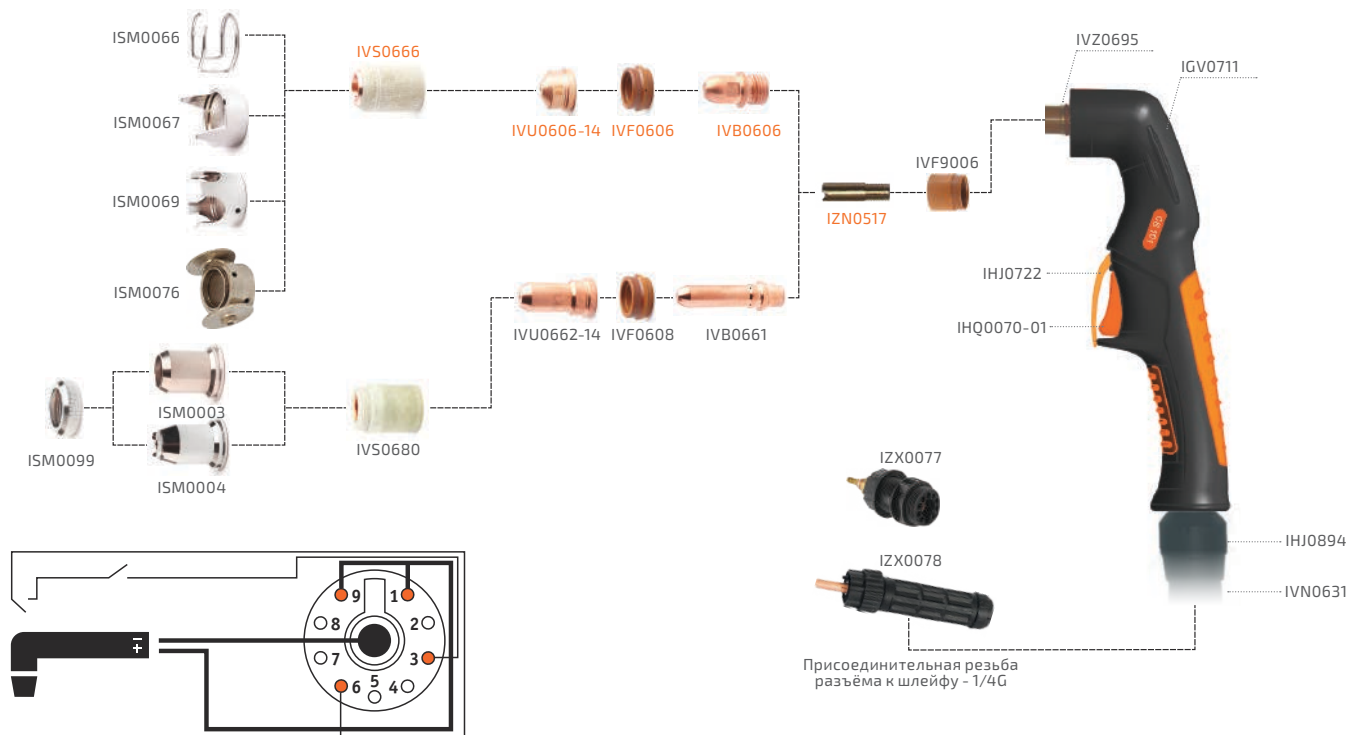 ISM0066
IVS0666
IVZ0695
IGV0711
ISM0067
IVU0606-14
IVF0606
IVB0606
IVF9006
ISM0069
IZN0517
CS 101
ISM0076
IHJ0722
IHQ0070-01
IVU0662-14
IVF0608
IVB0661
ISM0003
ISM0099
ISM0004
IVS0680
IZX0077
IZX0078
IHJ0894
IVN0631
Присоединительная резьба
разъёма к шлейфу - 1/4G
9 1
8 2
7 3
6 5 4
−
+